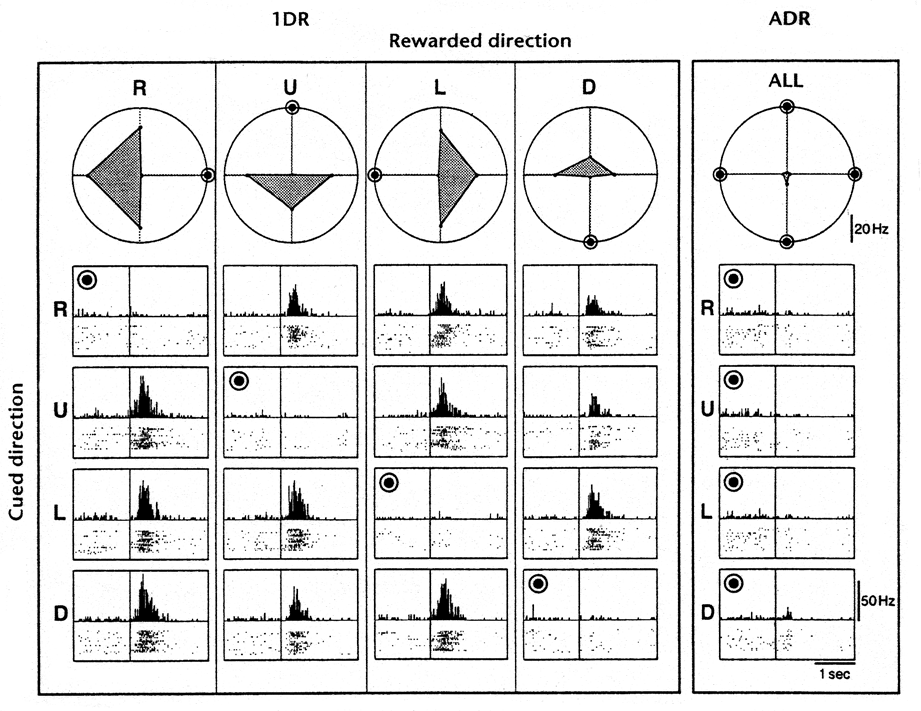 1DR
ADR
Rewarded direction
R
U
L
D
ALL
20 Hz
Cued direction
R
U
L
D
R
U
L
D
50 Hz
1 sec